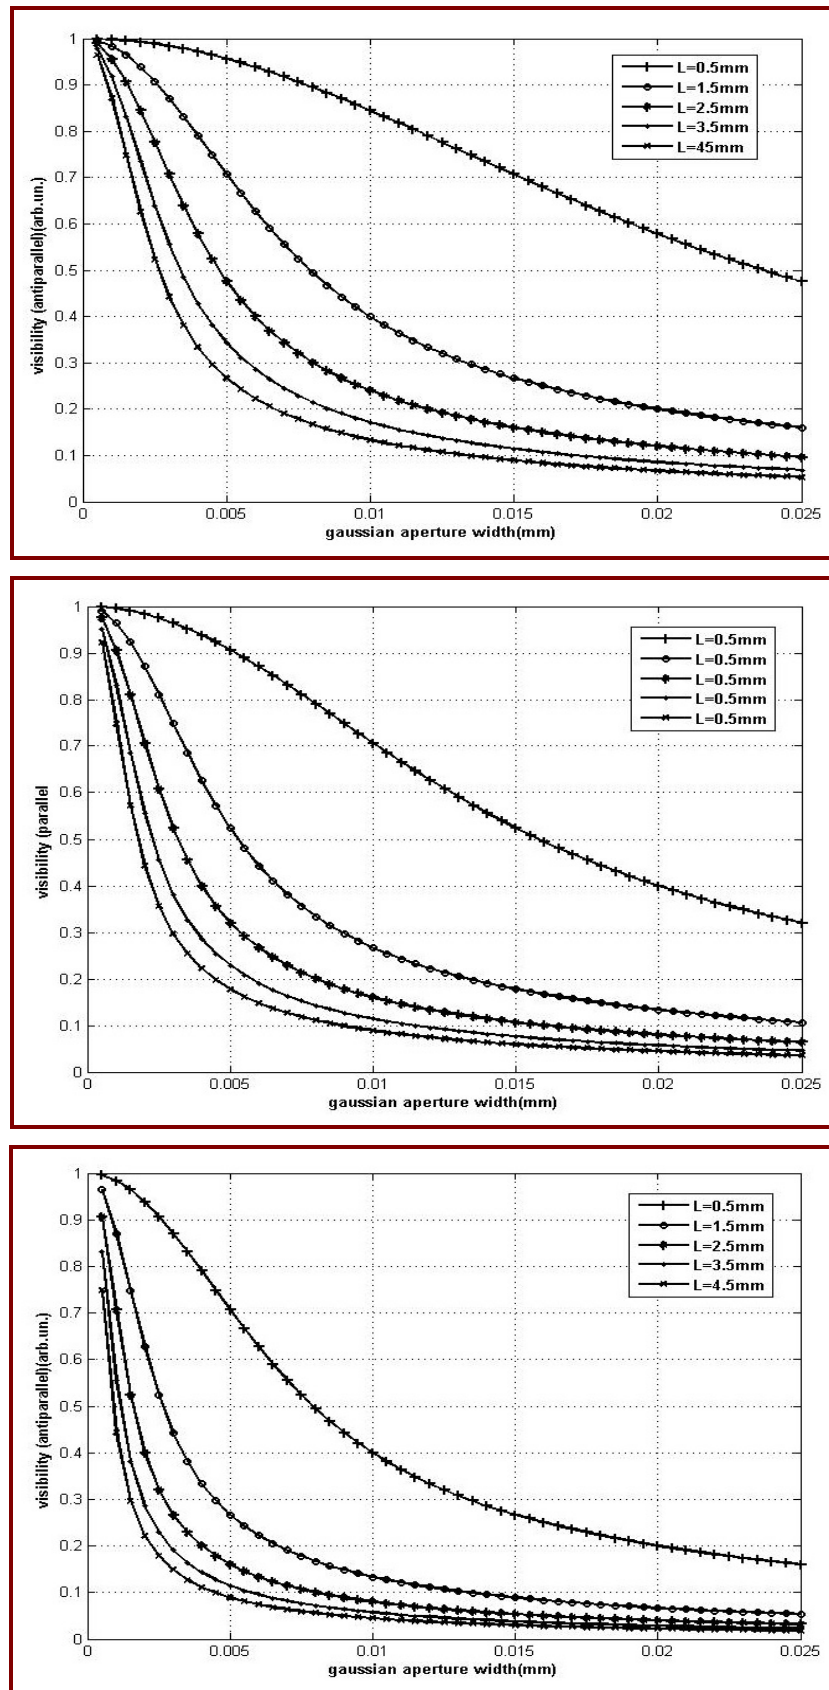 1
0.9
0.8
0.7
0.6
0.5
0.4
0.3
0.2
0.1
0
visibility (antiparallel)(arb.un.)
L=0.5mm
L=1.5mm
L=2.5mm
L=3.5mm
L=45mm
0 0.005 0.01 0.015 0.02 0.025
gaussian aperture width(mm)
1
0.9
0.8
0.7
0.6
0.5
0.4
0.3
0.2
0.1
0
visibility (parallel
L=0.5mm
L=0.5mm
L=0.5mm
L=0.5mm
L=0.5mm
0 0.005 0.01 0.015 0.02 0.025
gaussian aperture width(mm)
1
0.9
0.8
0.7
0.6
0.5
0.4
0.3
0.2
0.1
0
visibility (antiparallel)(arb.un.)
L=0.5mm
L=1.5mm
L=2.5mm
L=3.5mm
L=4.5mm
0 0.005 0.01 0.015 0.02 0.025
gaussian aperture width(mm)